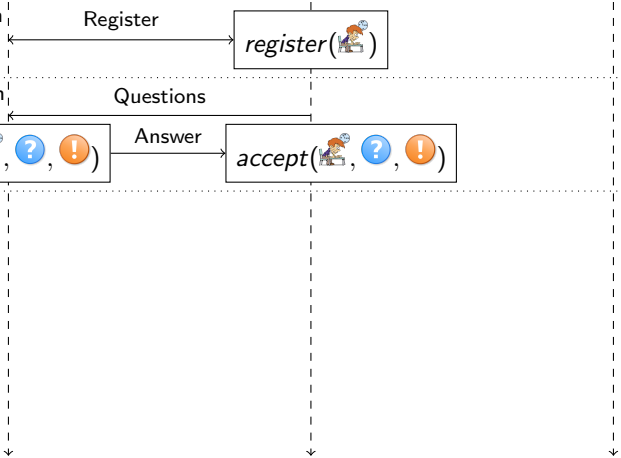 Register
register( )
n
Questions
Answer
, ?, !)
accept( , ?, !)